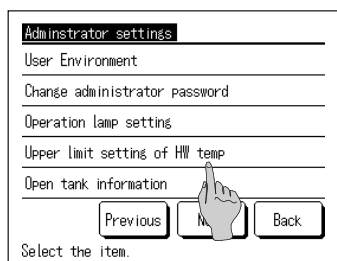 Adminstrator settings
User Environment
Change administrator password
Operation lamp setting
Upper limit setting of HW temp
Open tank information
Previous Back
Select the item.